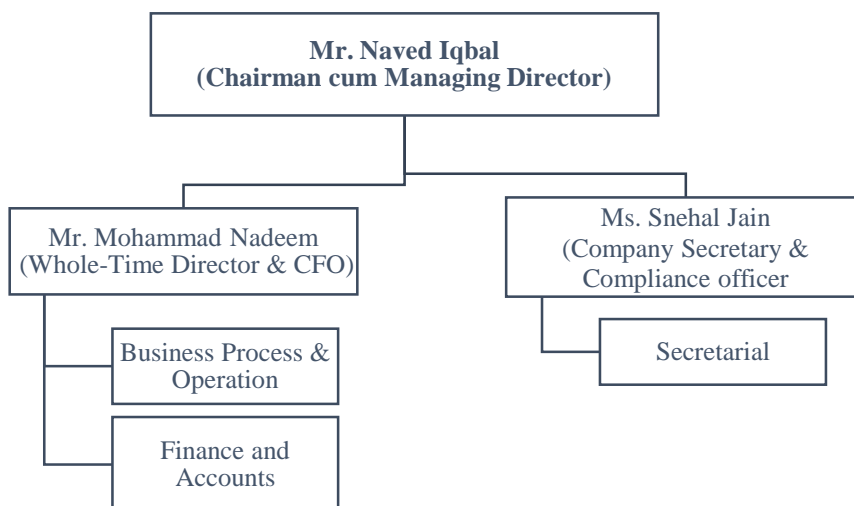 Mr. Naved Iqbal
(Chairman cum Managing Director)
Mr. Mohammad Nadeem
(Whole-Time Director & CFO)
Business Process &
Operation
Finance and
Accounts
Ms. Snehal Jain
(Company Secretary &
Compliance officer
Secretarial